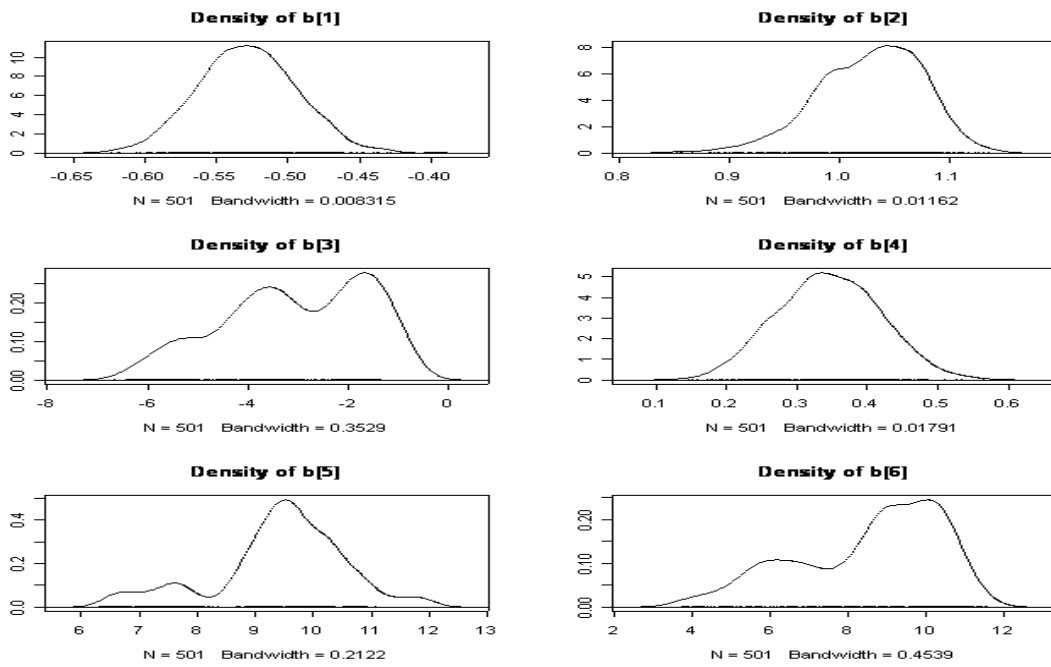 Density of b[1]
0 2 4 6 8 10
-0.65 -0.60 -0.55 -0.50 -0.45 -0.40
N = 501 Bandwidth = 0.008315
Density of b[2]
0 2 4 6 8
0.8 0.9 1.0 1.1
N = 501 Bandwidth = 0.01162
Density of b[3]
0.00 0.10 0.20
-8 -6 -4 -2 0
N = 501 Bandwidth = 0.3529
Density of b[4]
0 1 2 3 4 5
0.1 0.2 0.3 0.4 0.5 0.6
N = 501 Bandwidth = 0.01791
Density of b[5]
0.0 0.2 0.4
6 7 8 9 10 11 12 13
N = 501 Bandwidth = 0.2122
Density of b[6]
0.00 0.10 0.20
2 4 6 8 10 12
N = 501 Bandwidth = 0.4539